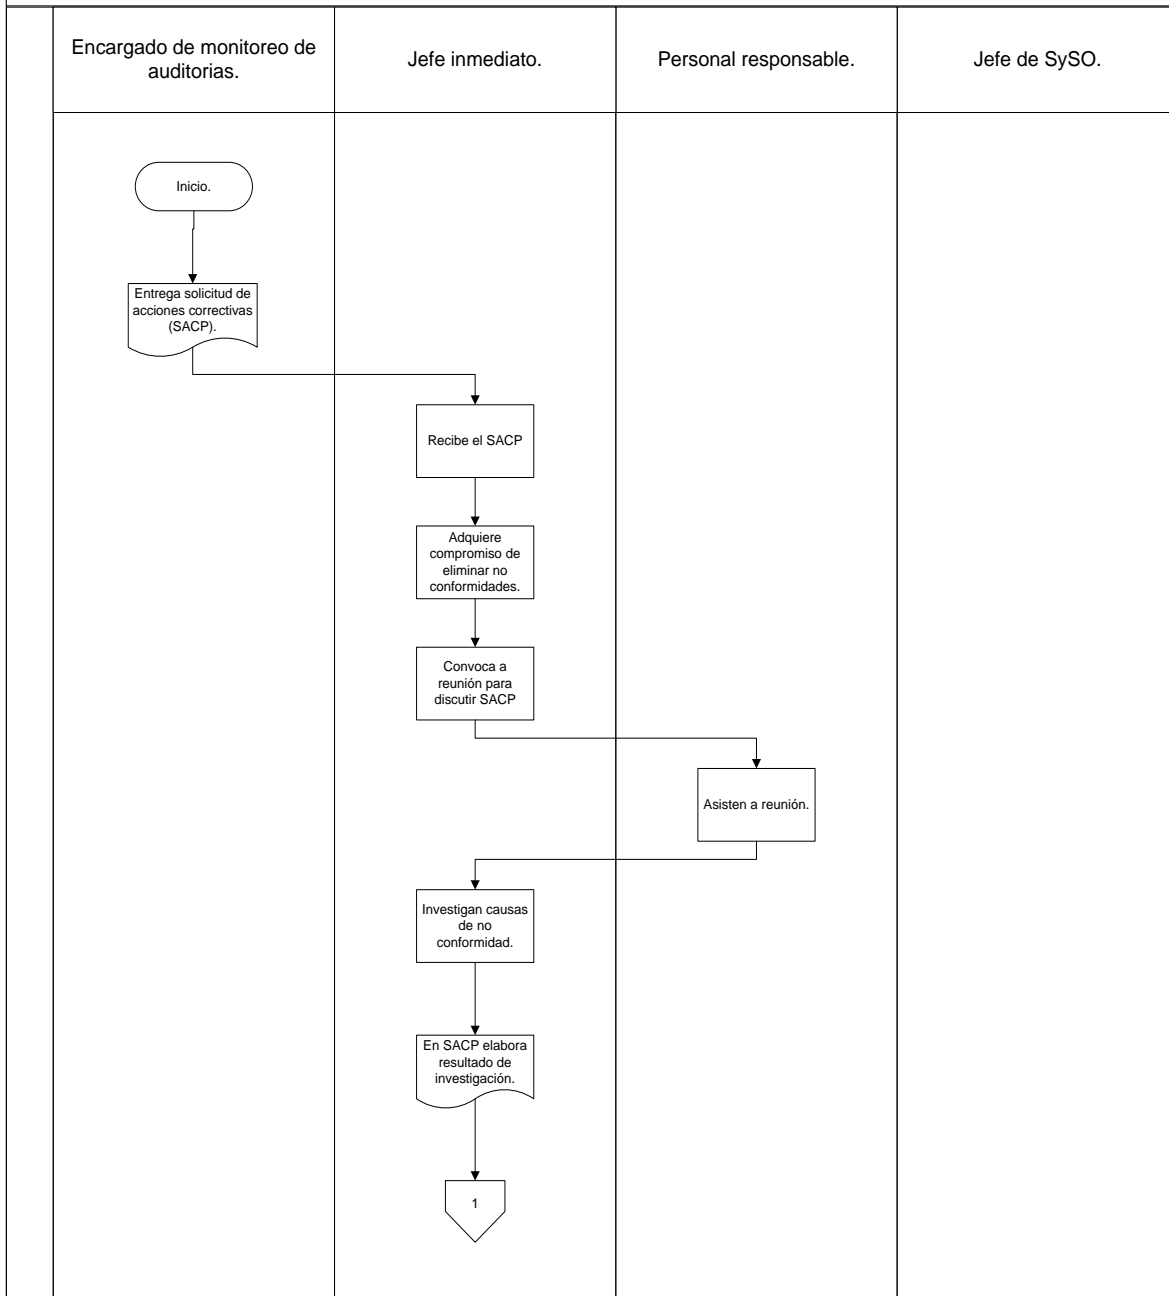 Encargado de monitoreo de
auditorias.
Jefe inmediato.
Personal responsable.
Jefe de SySO.
Inicio.
Entrega solicitud de
acciones correctivas
(SACP).
Recibe el SACP
Adquiere
compromiso de
eliminar no
conformidades.
Convoca a
reunión para
discutir SACP
Asisten a reunión.
Investigan causas
de no
conformidad.
En SACP elabora
resultado de
investigación.
1